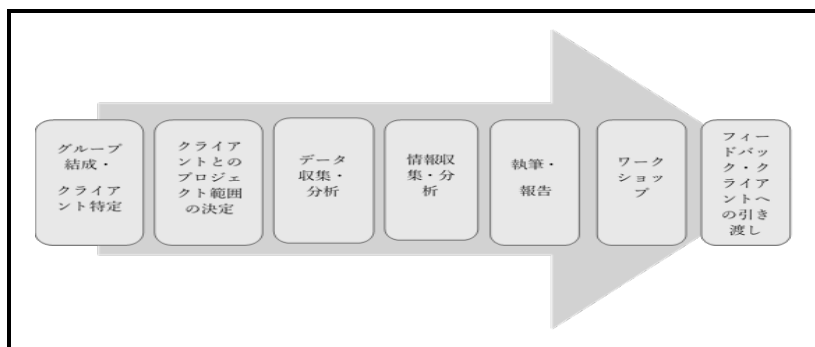 グループ
結成・
クライア
ント特定
クライア
ントとの
プロジェ
クト範囲
の決定
データ
収集・
分析
情報収
集・分
析
執筆・
報告
ワーク
ショッ
プ
フィー
ドバッ
ク・ク
ライア
ントへ
の引き
渡し